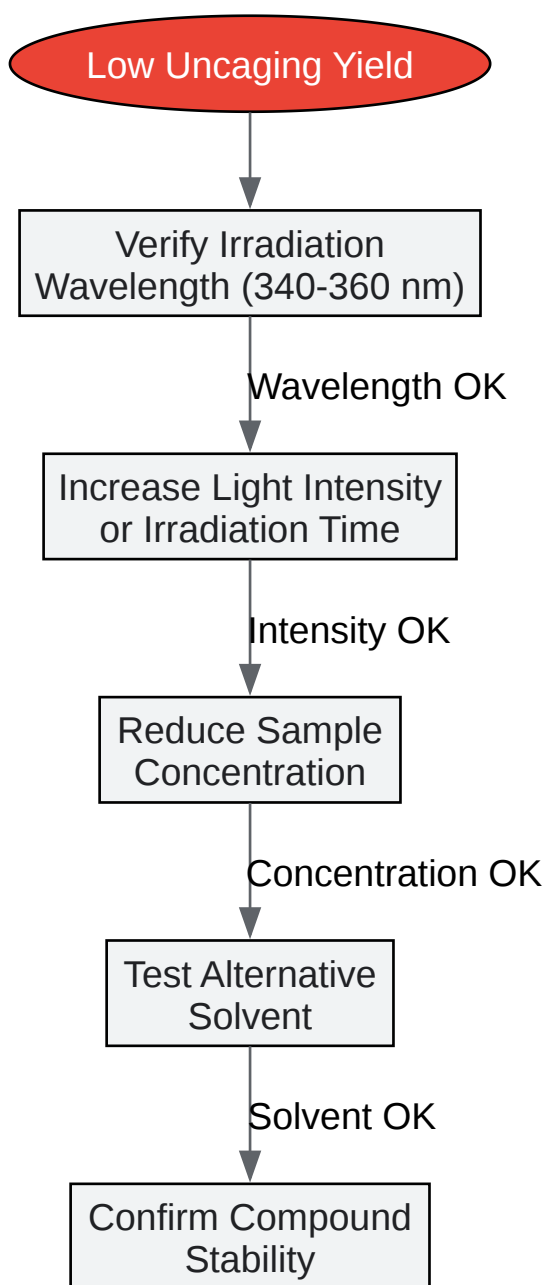 Low Uncaging Yield
Verify Irradiation
Wavelength (340-360 nm)
Wavelength OK
Increase Light Intensity
or Irradiation Time
Intensity OK
Reduce Sample
Concentration
Concentration OK
Test Alternative
Solvent
Solvent OK
Confirm Compound
Stability